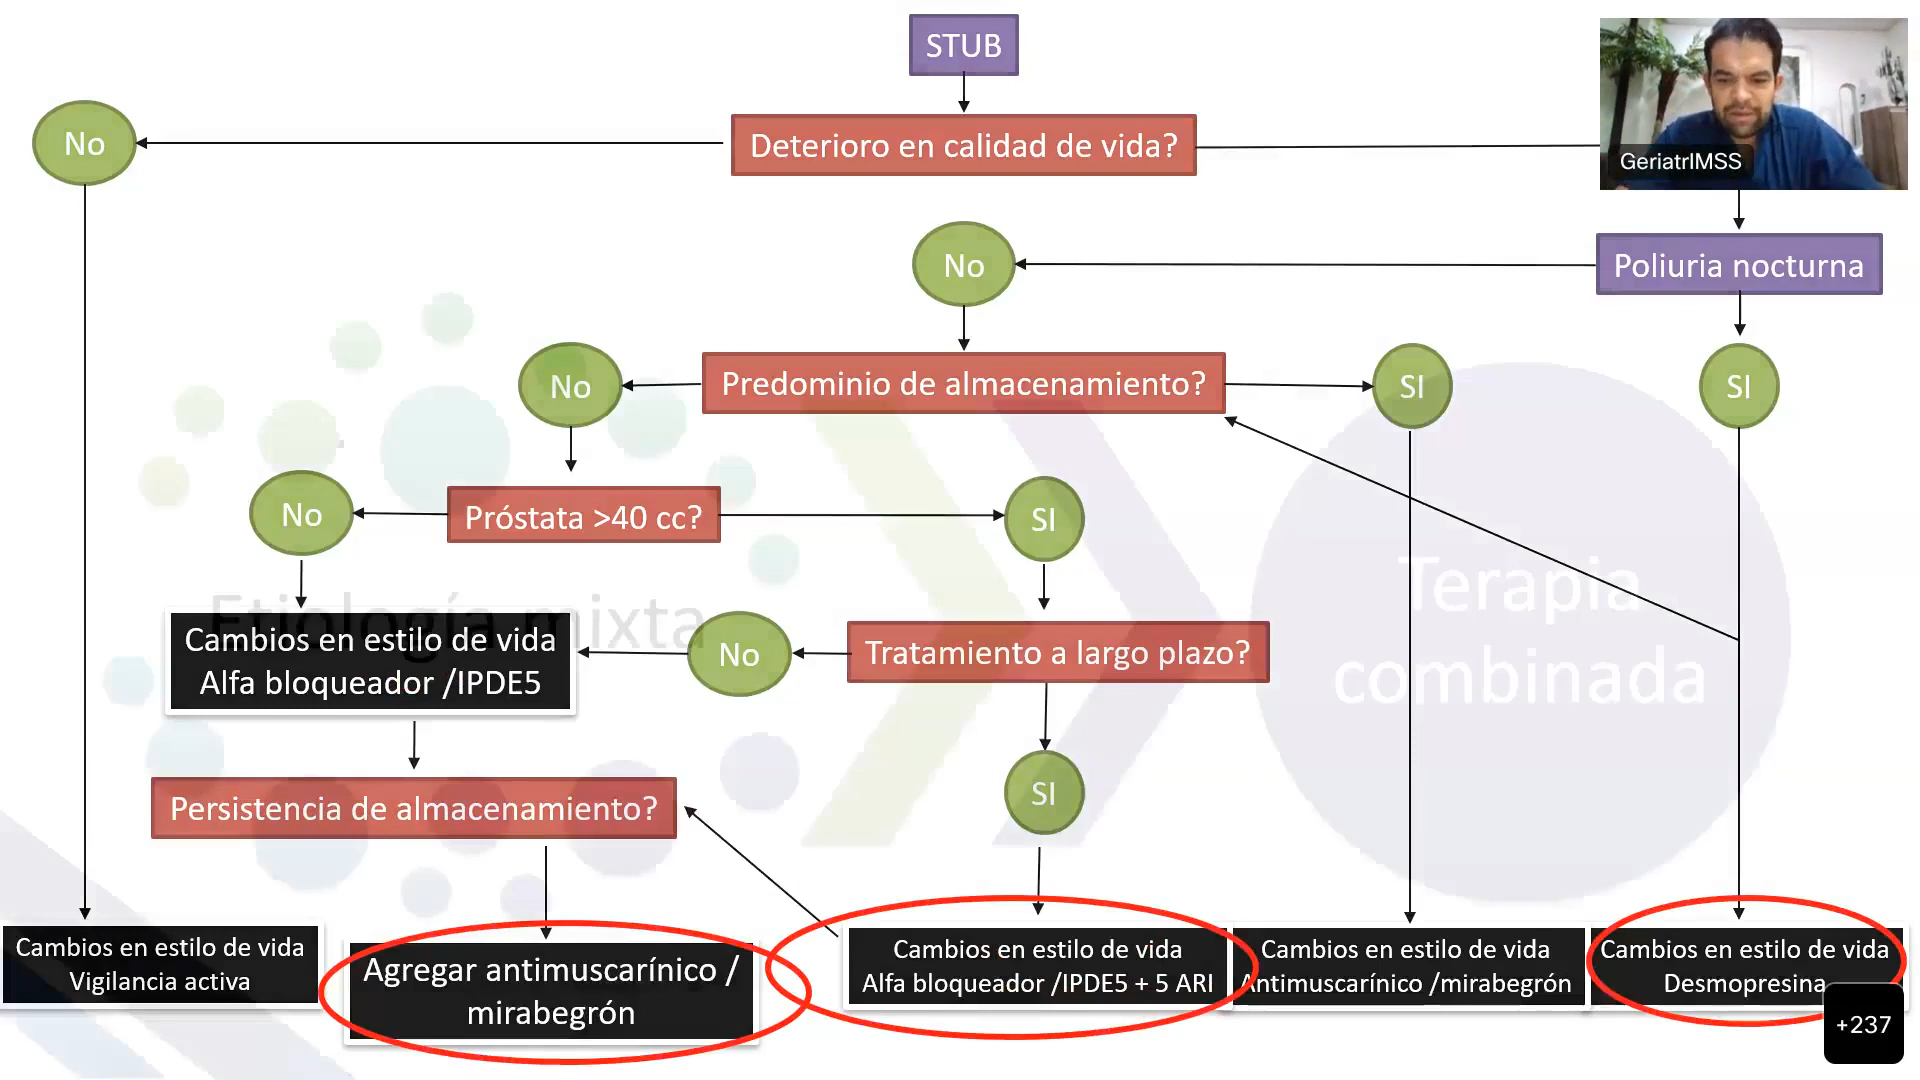 STUB
No
Deterioro en calidad de vida?
GeriatrIMSS
No
Poliuria nocturna
No
Predominio de almacenamiento?
SI
SI
No
Próstata >40 cc?
SI
Etiología mixta
Terapia
combinada
Cambios en estilo de vida
Alfa bloqueador /IPDE5
No
Tratamiento a largo plazo?
SI
Persistencia de almacenamiento?
Cambios en estilo de vida
Vigilancia activa
Agregar antimuscarínico /
mirabegrón
Cambios en estilo de vida
Alfa bloqueador /IPDE5 + 5 ARI
Cambios en estilo de vida
Antimuscarínico /mirabegrón
Cambios en estilo de vida
Desmopresina
+237